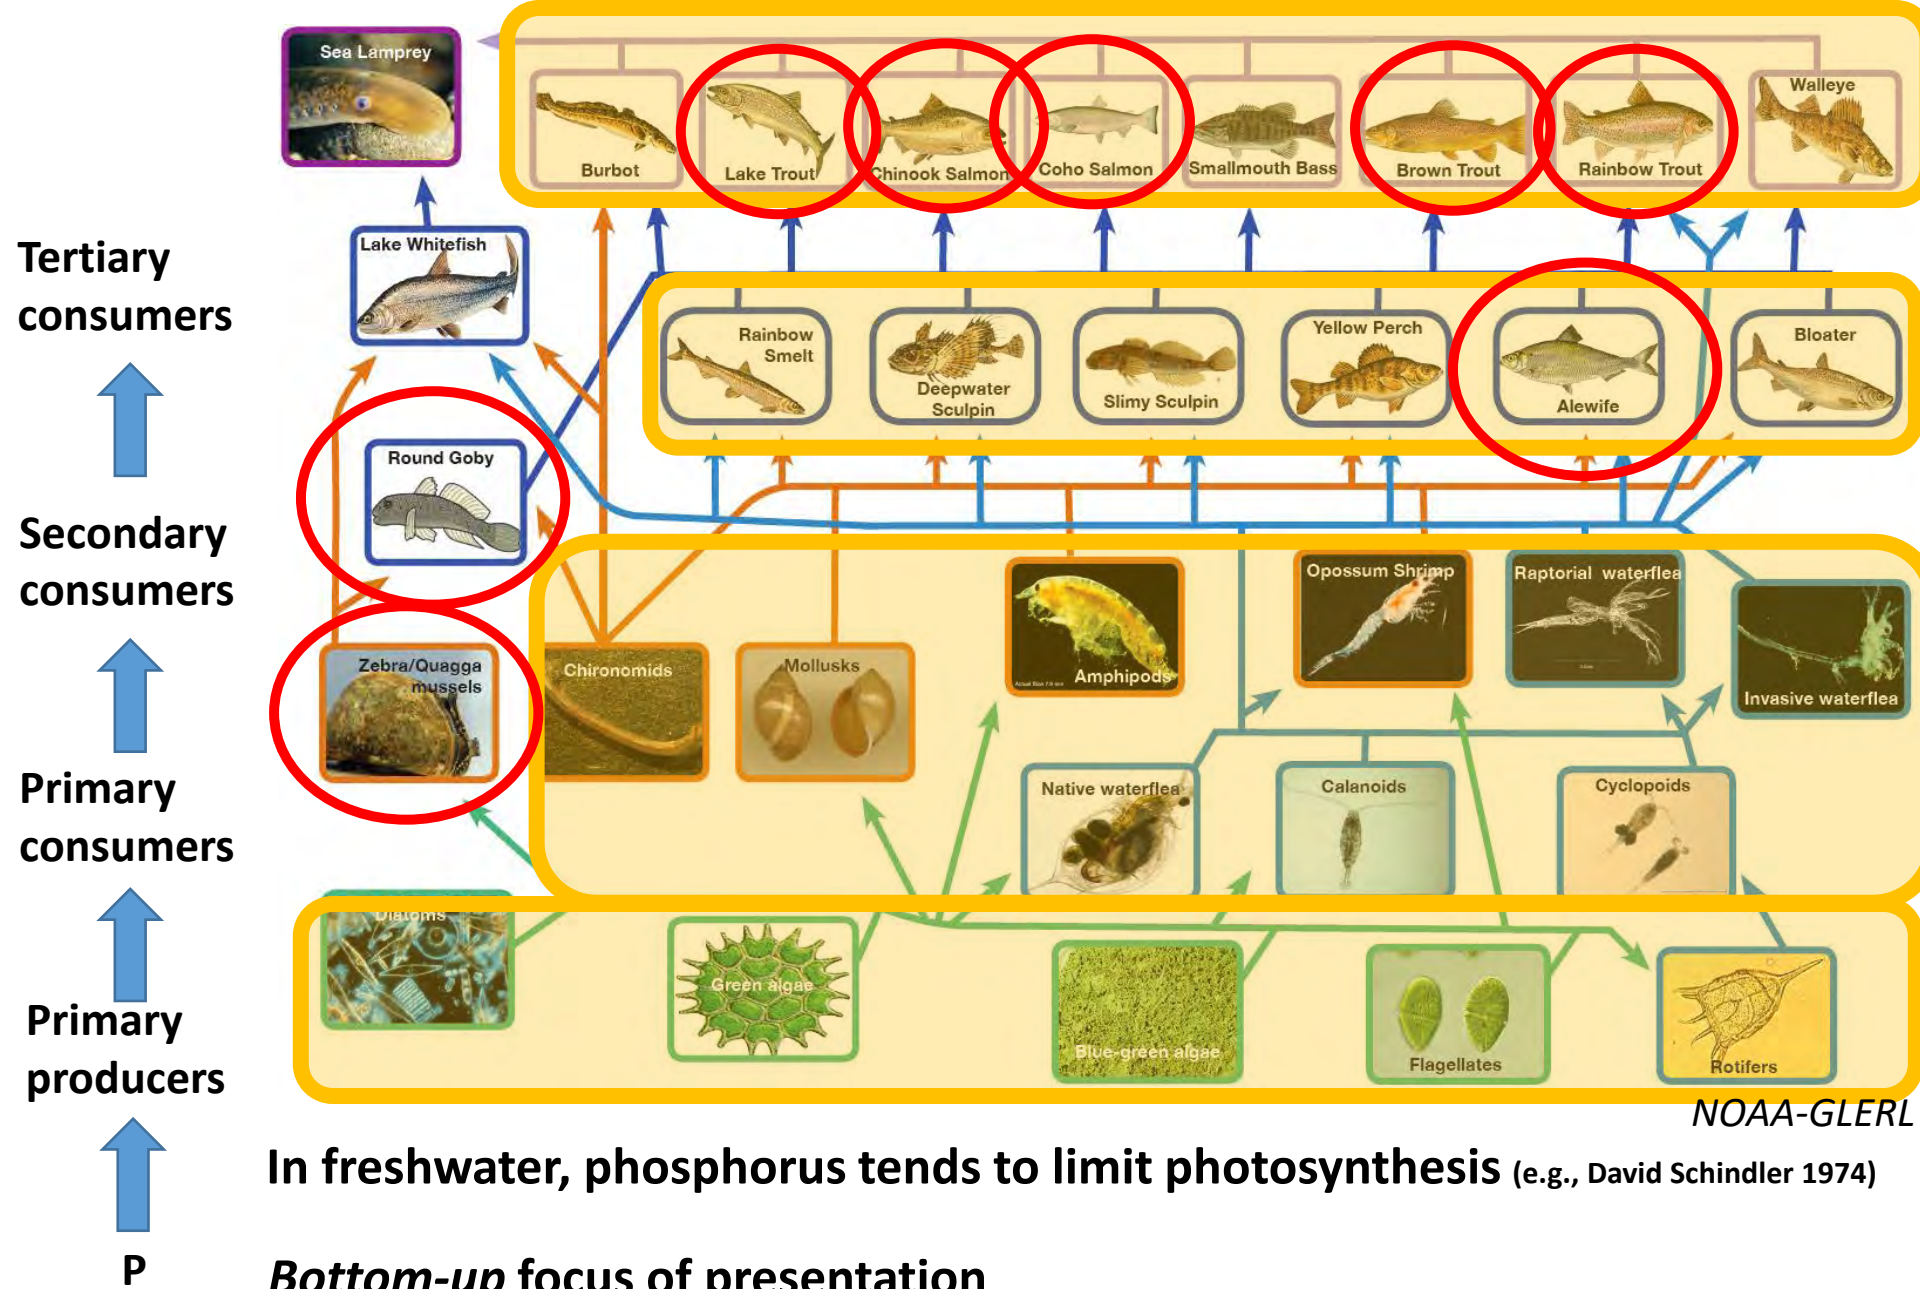 Sea Lamprey
Burbot
Lake Trout
Chinook Salmon
Coho Salmon
Smallmouth Bass
Brown Trout
Rainbow Trout
Walleye
Tertiary
consumers
Lake Whitefish
Rainbow
Smelt
Deepwater
Sculpin
Slimy Sculpin
Yellow Perch
Alewife
Bloater
Secondary
consumers
Round Goby
Zebra/Quagga
mussels
Chironomids
Mollusks
Amphipods
Opossum Shrimp
Raptorial waterflea
Invasive waterflea
Primary
consumers
Native waterflea
Calanoids
Cyclopoids
Primary
producers
Diatoms
Green algae
Blue-green algae
Flagellates
Rotifers
NOAA-GLERL
In freshwater, phosphorus tends to limit photosynthesis (e.g., David Schindler 1974)
P
Bottom-up focus of presentation